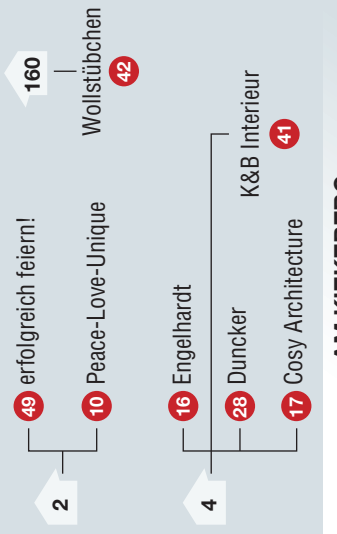 160
Wollstübchen
42
2
49 erfolgreich feiern!
10 Peace-Love-Unique
4
16 Engelhardt
28 Duncker
17 Cosy Architecture
K&B Interieur
41